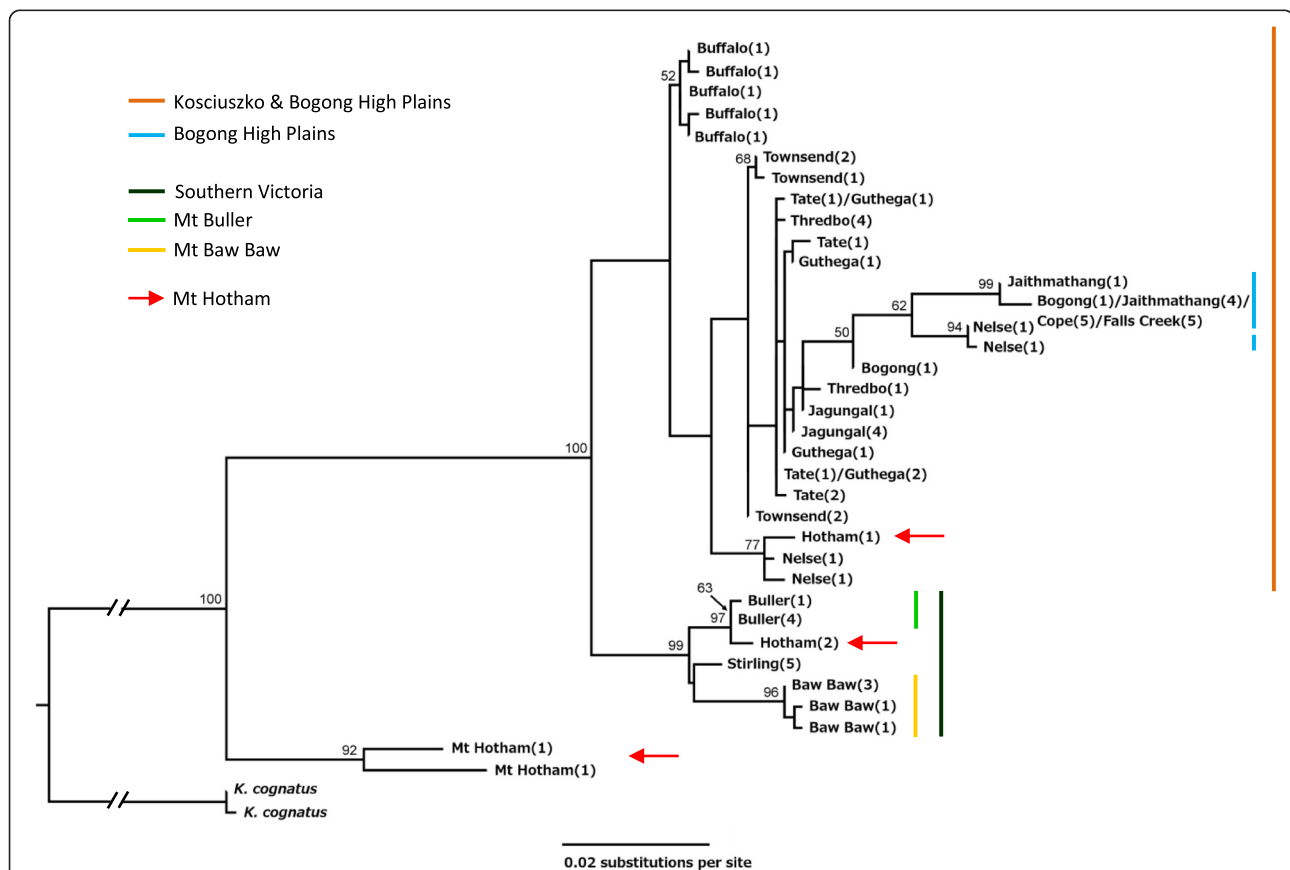 Kosciuszko & Bogong High Plains
Bogong High Plains
Southern Victoria
Mt Buller
Mt Baw Baw
Mt Hotham
Buffalo(1)
52
Buffalo(1)
Buffalo(1)
Buffalo(1)
Buffalo(1)
68
Townsend(2)
Townsend(1)
Tate(1)/Guthega(1)
Thredbo(4)
Tate(1)
Guthega(1)
99
Jaithmathang(1)
62
Bogong(1)/Jaithmathang(4)/
Cope(5)/Falls Creek(5)
50
94
Nelse(1)
Nelse(1)
Bogong(1)
Thredbo(1)
Jagungal(1)
Jagungal(4)
100
Guthega(1)
Tate(1)/Guthega(2)
Tate(2)
Townsend(2)
Hotham(1)
77
Nelse(1)
Nelse(1)
63
100
Buller(1)
97
Buller(4)
99
Hotham(2)
Stirling(5)
96
Baw Baw(3)
Baw Baw(1)
Baw Baw(1)
92
Mt Hotham(1)
Mt Hotham(1)
K. cognatus
K. cognatus
0.02 substitutions per site